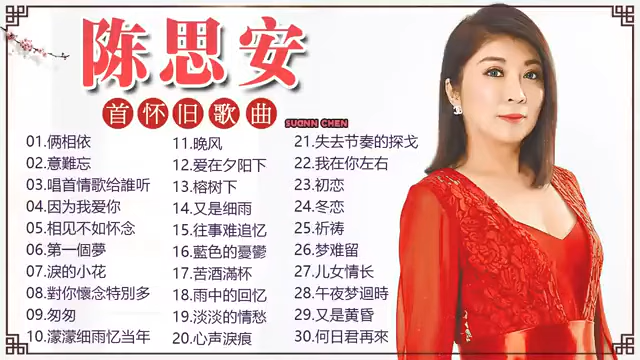 陈思安
首怀旧歌曲
SUANN CHEN
01.俩相依
02.意難忘
03.唱首情歌给誰听
04.因为我爱你
05.相见不如怀念
06.第一個夢
07.淚的小花
08.對你懷念特別多
09.匆匆
10.濛濛细雨忆当年
11.晚风
12.爱在夕阳下
13.榕树下
14.又是细雨
15.往事难追忆
16.藍色的憂鬱
17.苦酒滿杯
18.雨中的回忆
19.淡淡的情愁
20.心声淚痕
21.失去节奏的探戈
22.我在你左右
23.初恋
24.冬恋
25.祈祷
26.梦难留
27.儿女情长
28.午夜梦迴時
29.又是黄昏
30.何日君再來